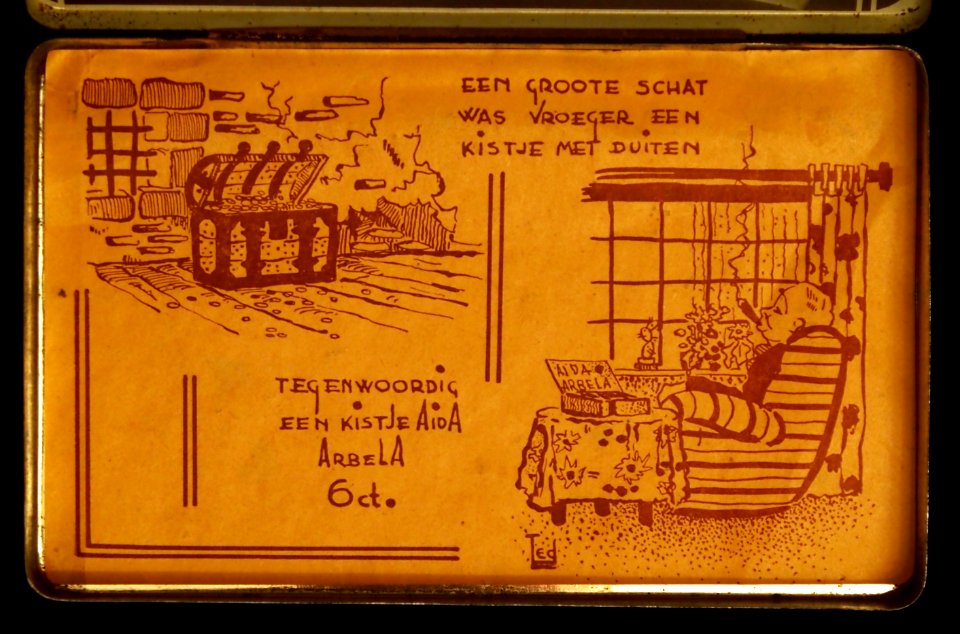 EEN GROOTE SCHAT
WAS VROEGER EEN
KISTJE MET DUITEN
TEGENWOORDIG
EEN KISTJE AIDA
ARBELA
6ct.
AIDA
ARBELA
Ted